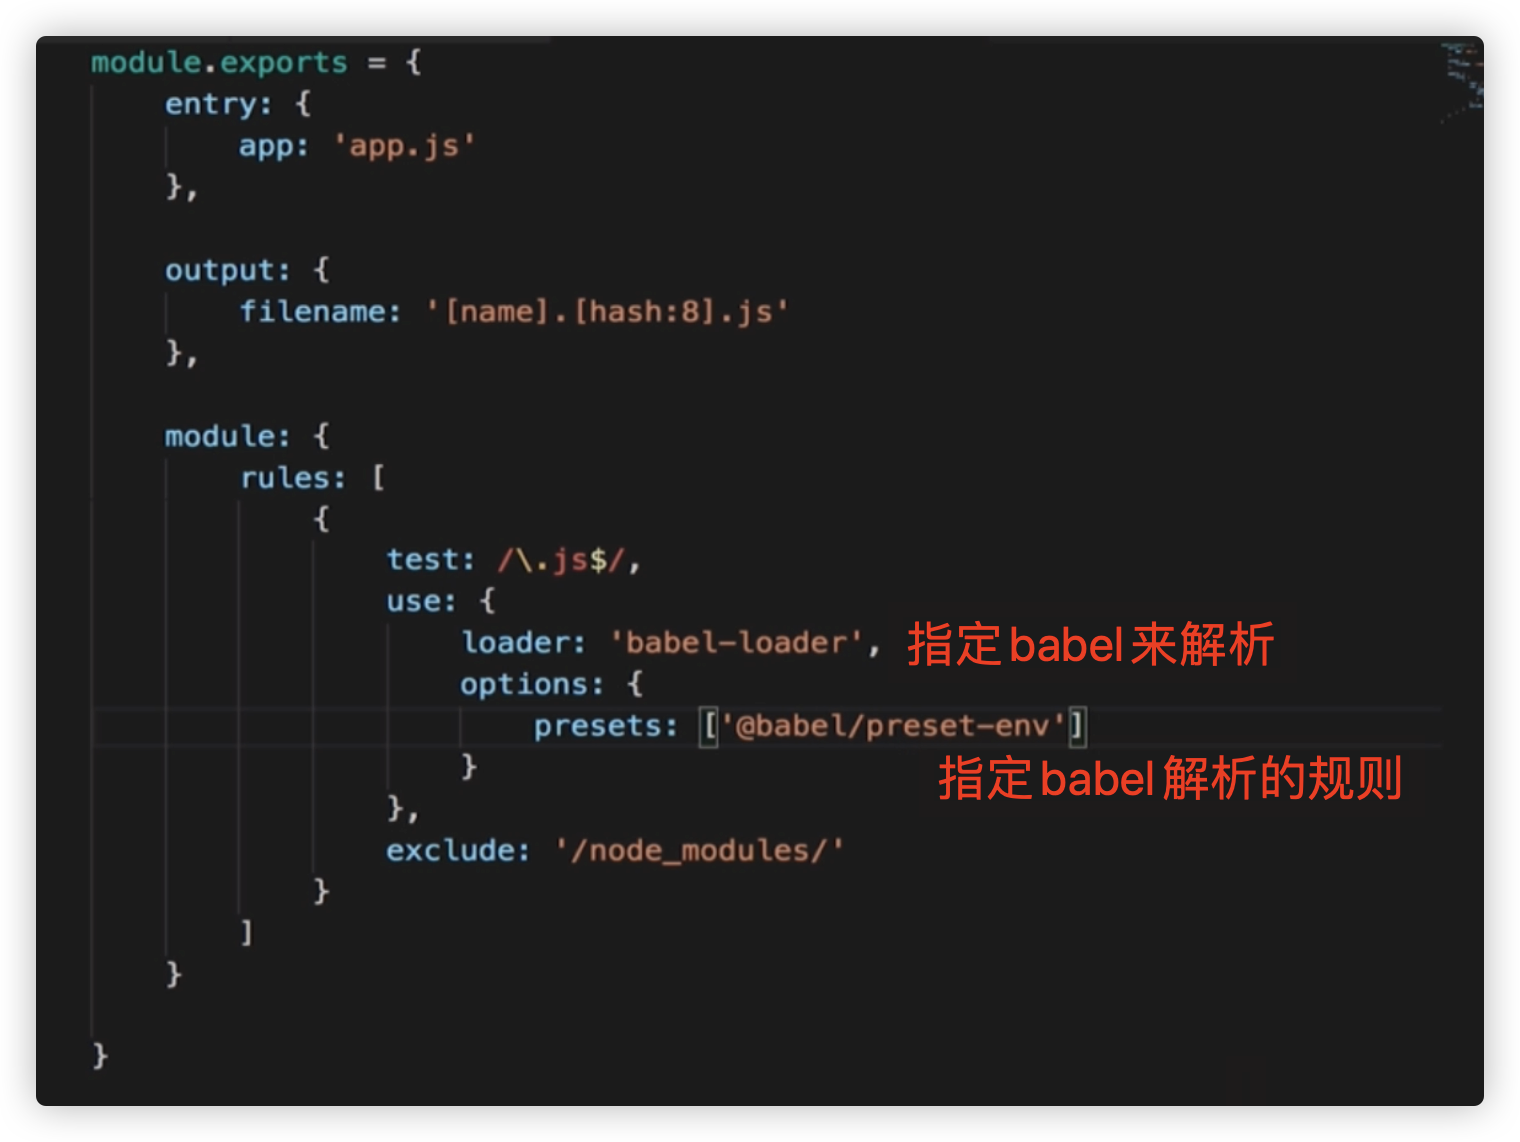 module.exports = {
entry: {
app: 'app.js'
},
output: {
filename: '[name].[hash:8].js'
},
module: {
rules: [
{
test: /\.js$/,
use: {
loader: 'babel-loader', 指定babel来解析
options: {
presets: ['@babel/preset-env']
}
指定babel解析的规则
},
exclude: '/node_modules/'
}
]
}
}